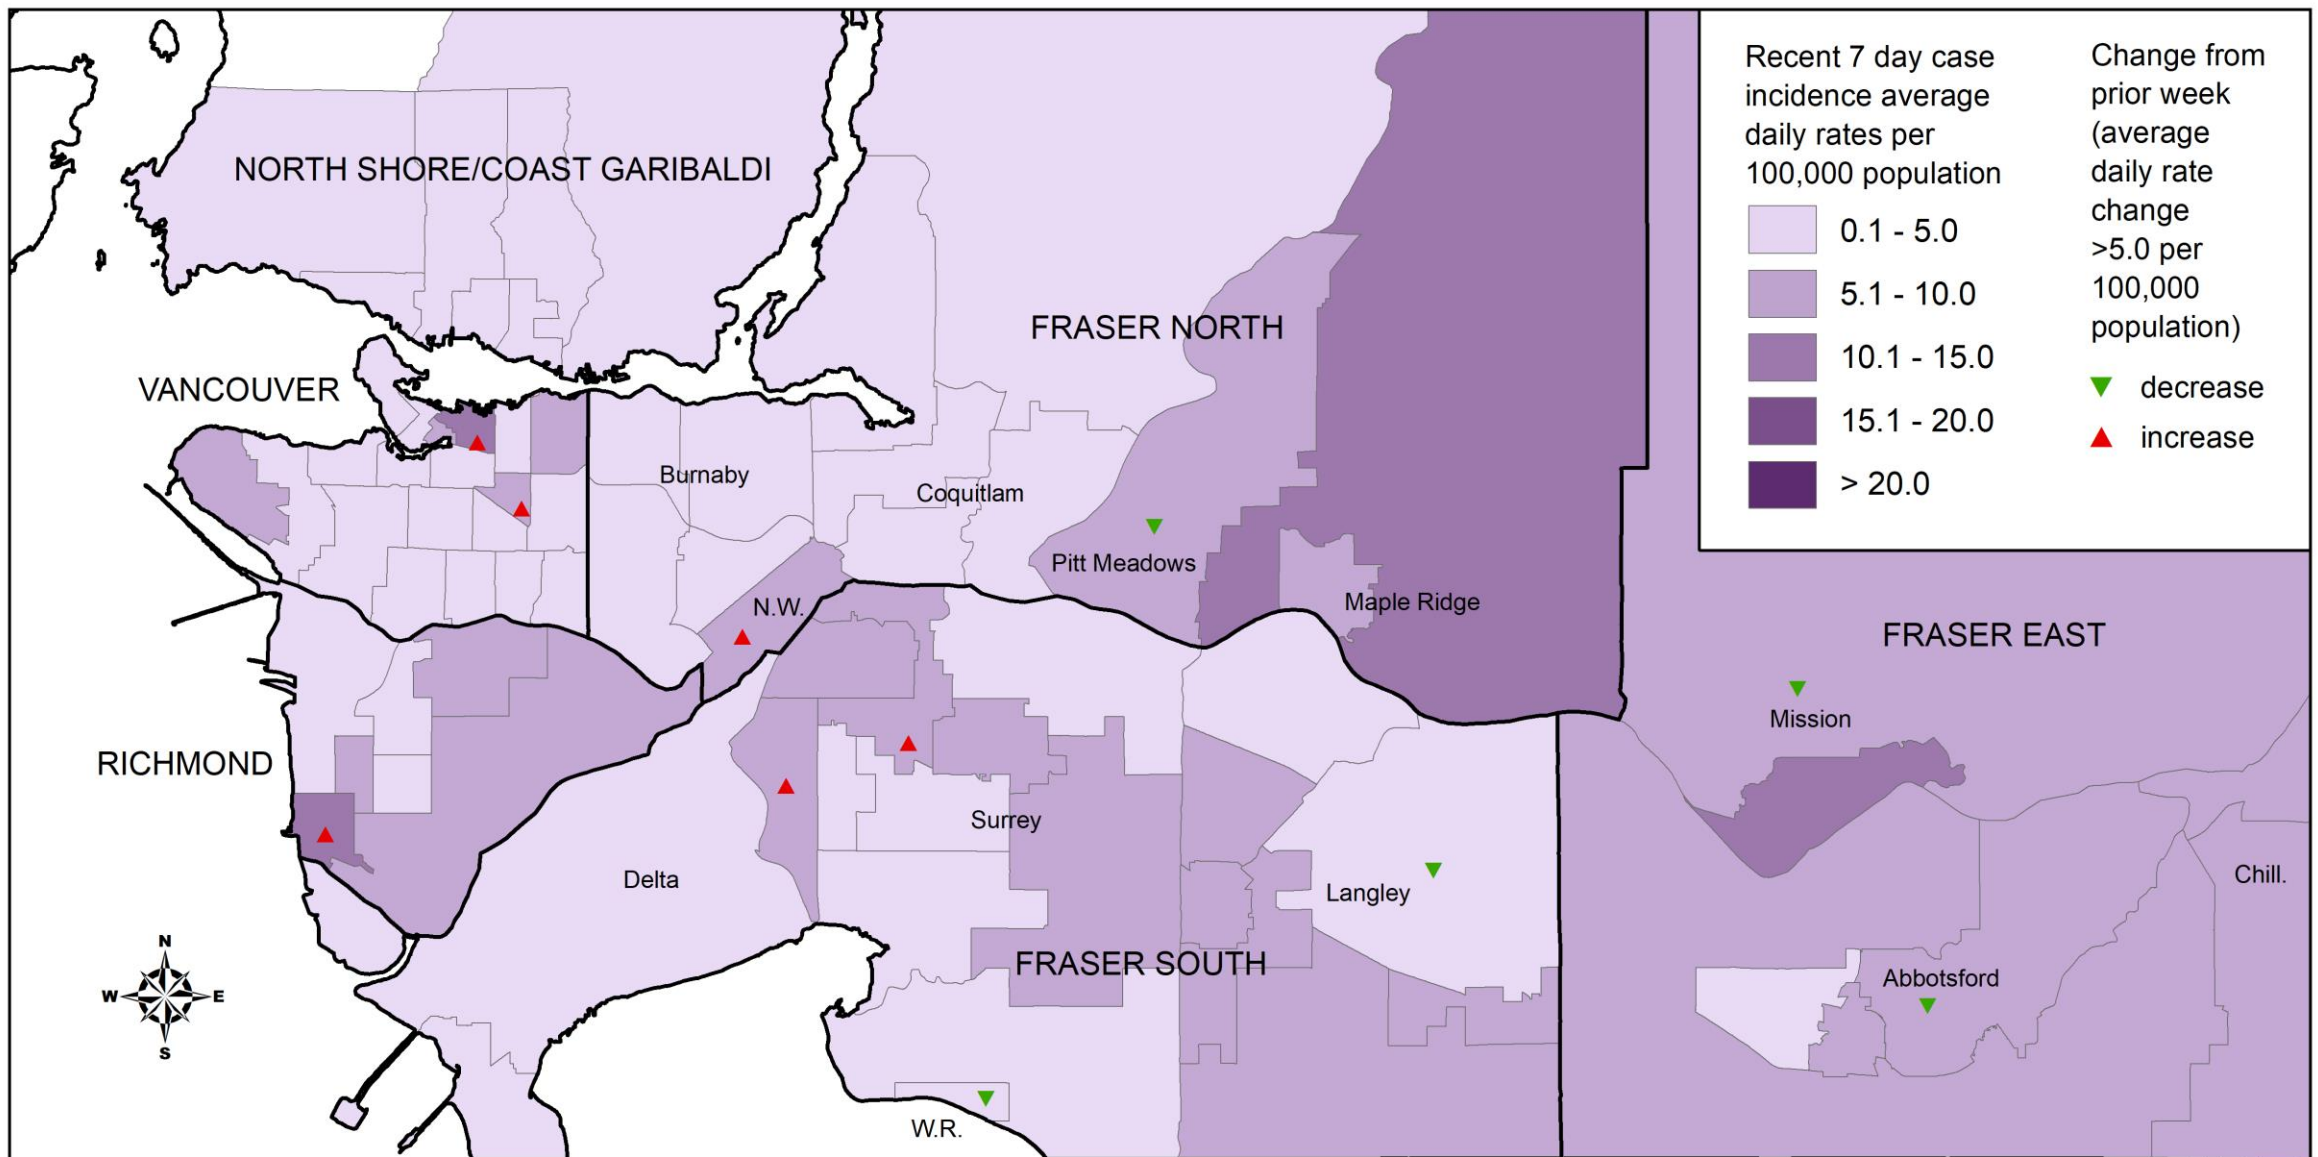 Recent 7 day case
incidence average
daily rates per
100,000 population
0.1 - 5.0
5.1 - 10.0
10.1 - 15.0
15.1 - 20.0
> 20.0
Change from
prior week
(average
daily rate
change
>5.0 per
100,000
population)
decrease
increase
NORTH SHORE/COAST GARIBALDI
FRASER NORTH
VANCOUVER
Burnaby
Coquitlam
Pitt Meadows
N.W.
Maple Ridge
FRASER EAST
Mission
RICHMOND
Surrey
Delta
Langley
Chill.
FRASER SOUTH
Abbotsford
W.R.
N
W
E
S